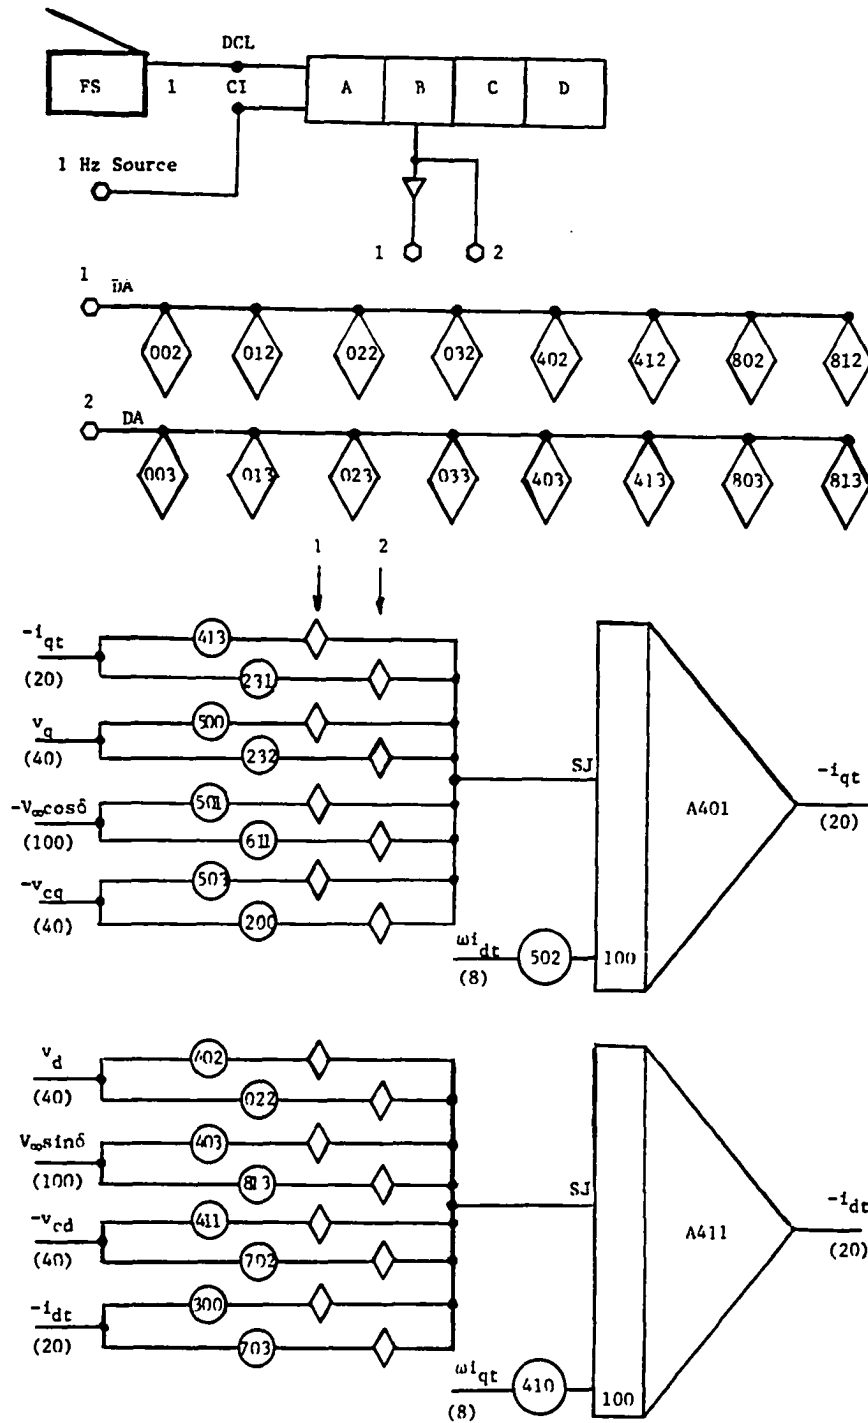 DCL
FS 1 CI A B C D
1 Hz Source
1 2
1 D̄Ā
002 012 022 032 402 412 802 812
2 DA
003 013 023 033 403 413 803 813
1 2
-i_qt 413
(20) 231
v_q 500
(40) 232 SJ -i_qt
-V∞cosδ 501 A401
(100) 611 (20)
-v_cq 503
(40) 200
ωi_dt 502 100
(8)
v_d 402
(40) 022
V∞sinδ 403
(100) 813 SJ -i_dt
-v_cd 411 A411
(40) 702 (20)
-i_dt 300
(20) 703
ωi_qt 410 100
(8)